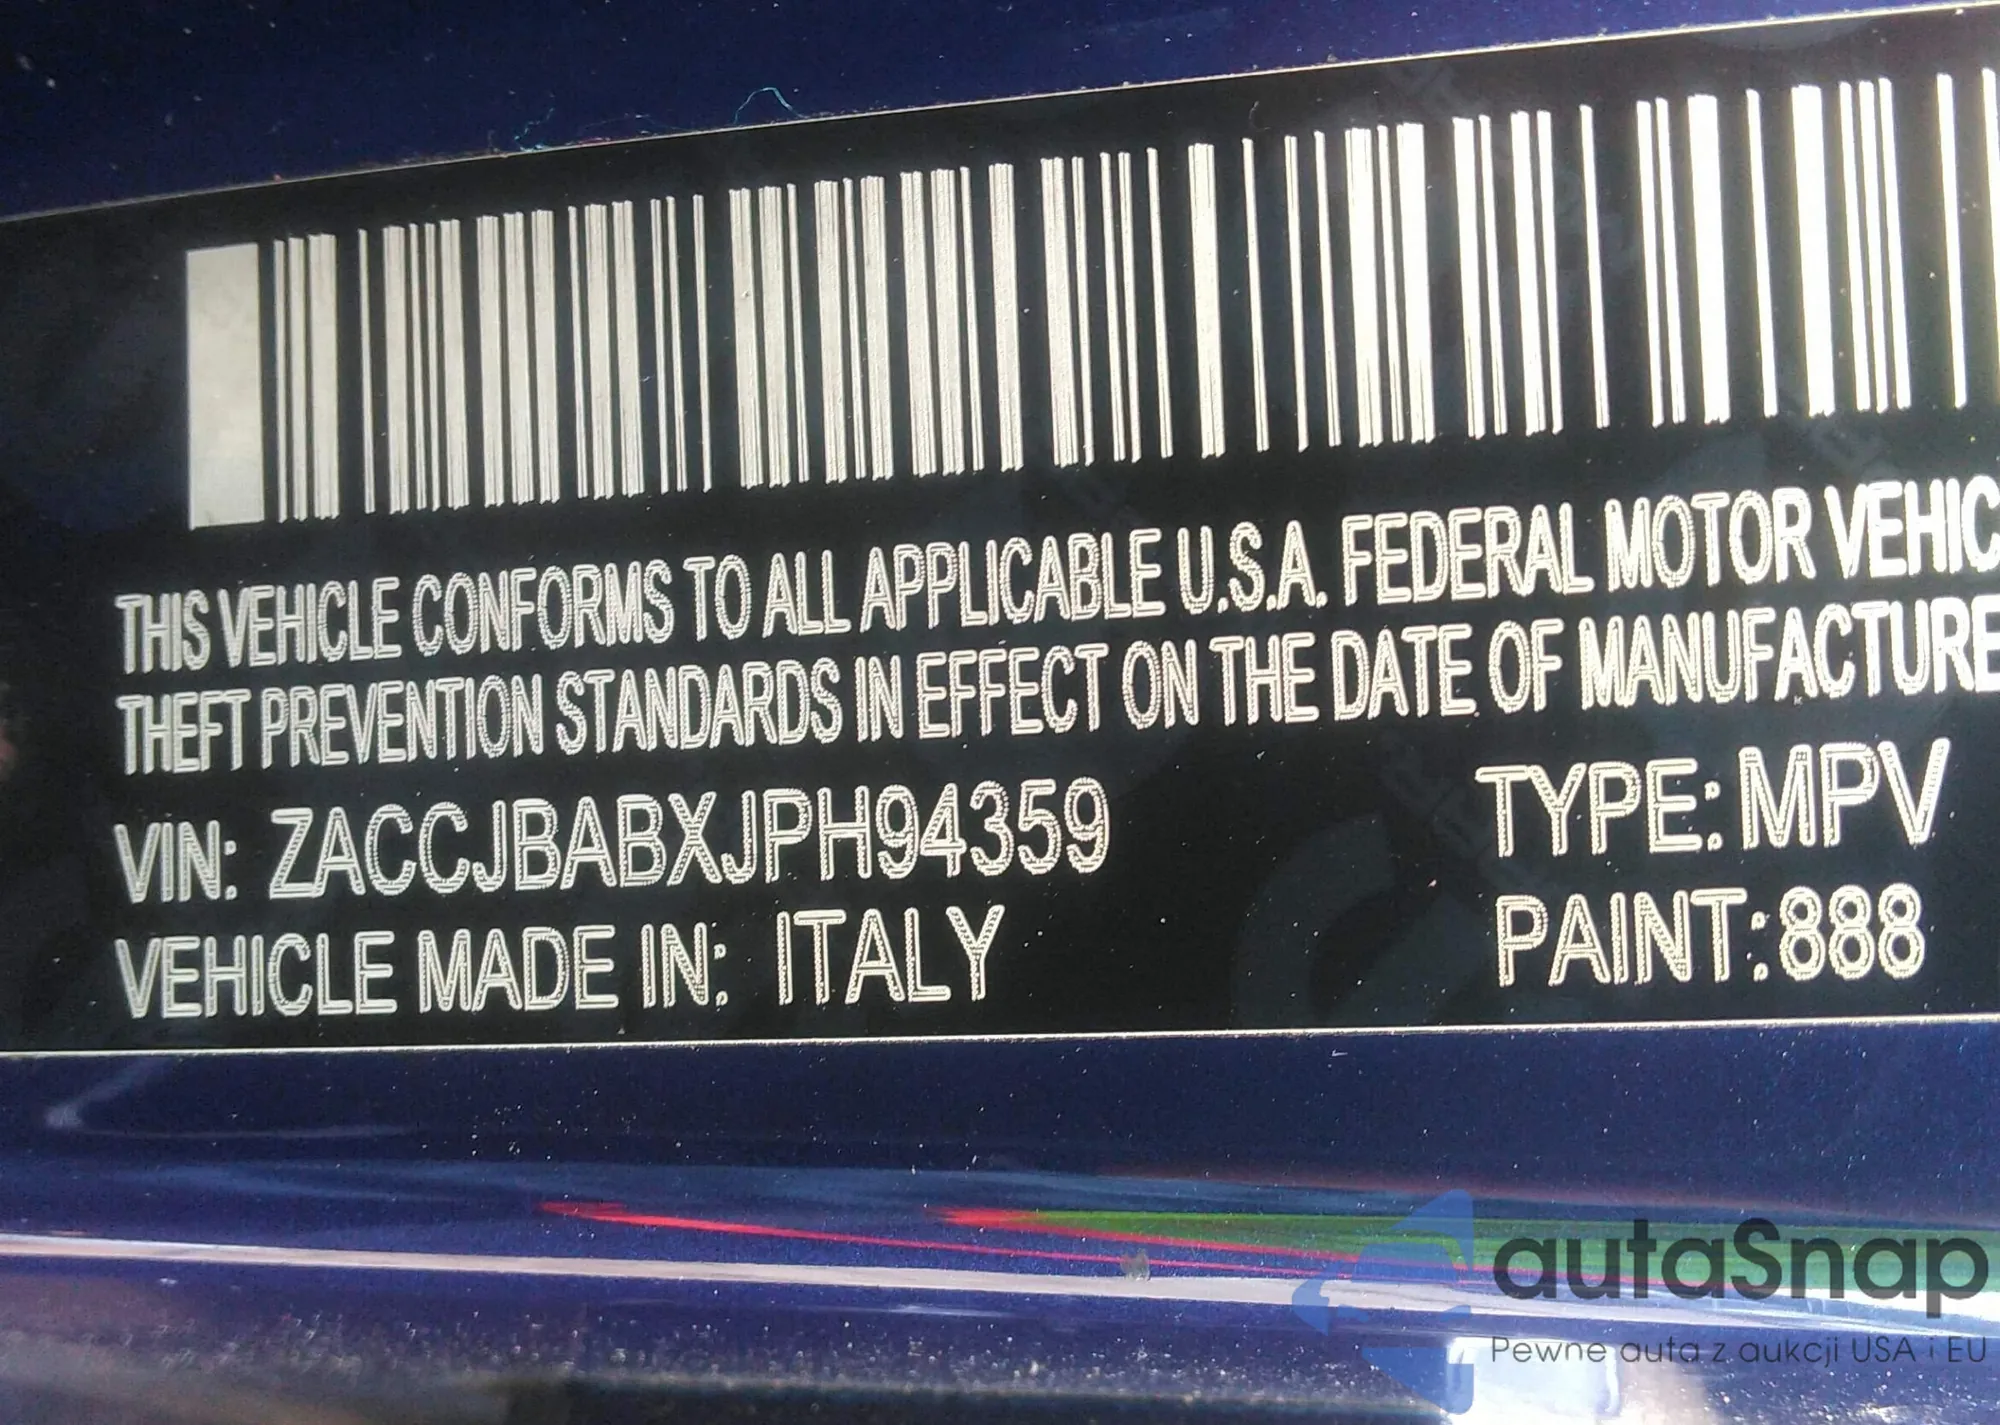 THIS VEHICLE CONFORMS TO ALL APPLICABLE U.S.A. FEDERAL MOTOR VEHIC
THEFT PREVENTION STANDARDS IN EFFECT ON THE DATE OF MANUFACTURE
VIN: ZACCJBABXJPH94359 TYPE: MPV
VEHICLE MADE IN: ITALY PAINT: 888
autaSnap
Pewne auta z aukcji USA i EU